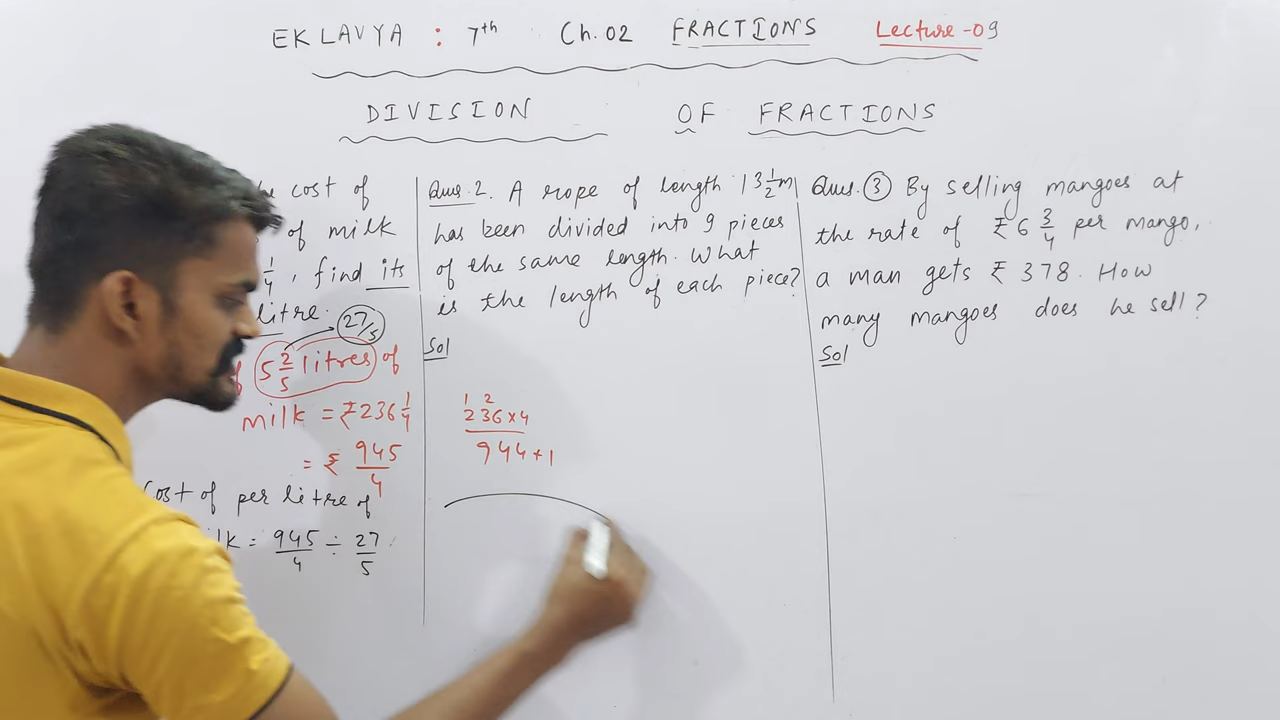 EKLAVYA : 7th Ch.02 FRACTIONS Lecture-09
DIVISION OF FRACTIONS
cost of
of milk
1/4, find its
litre.
27/5
5 2/5 litres of
milk = ₹236 1/4
= ₹ 945/4
Cost of per litre of
= 945/4 ÷ 27/5
Ques.2. A rope of length 13 1/2 m
has been divided into 9 pieces
of the same length. What
is the length of each piece?
Sol
1 2
236×4
944+1
Ques.③ By selling mangoes at
the rate of ₹6 3/4 per mango,
a man gets ₹ 378. How
many mangoes does he sell?
Sol